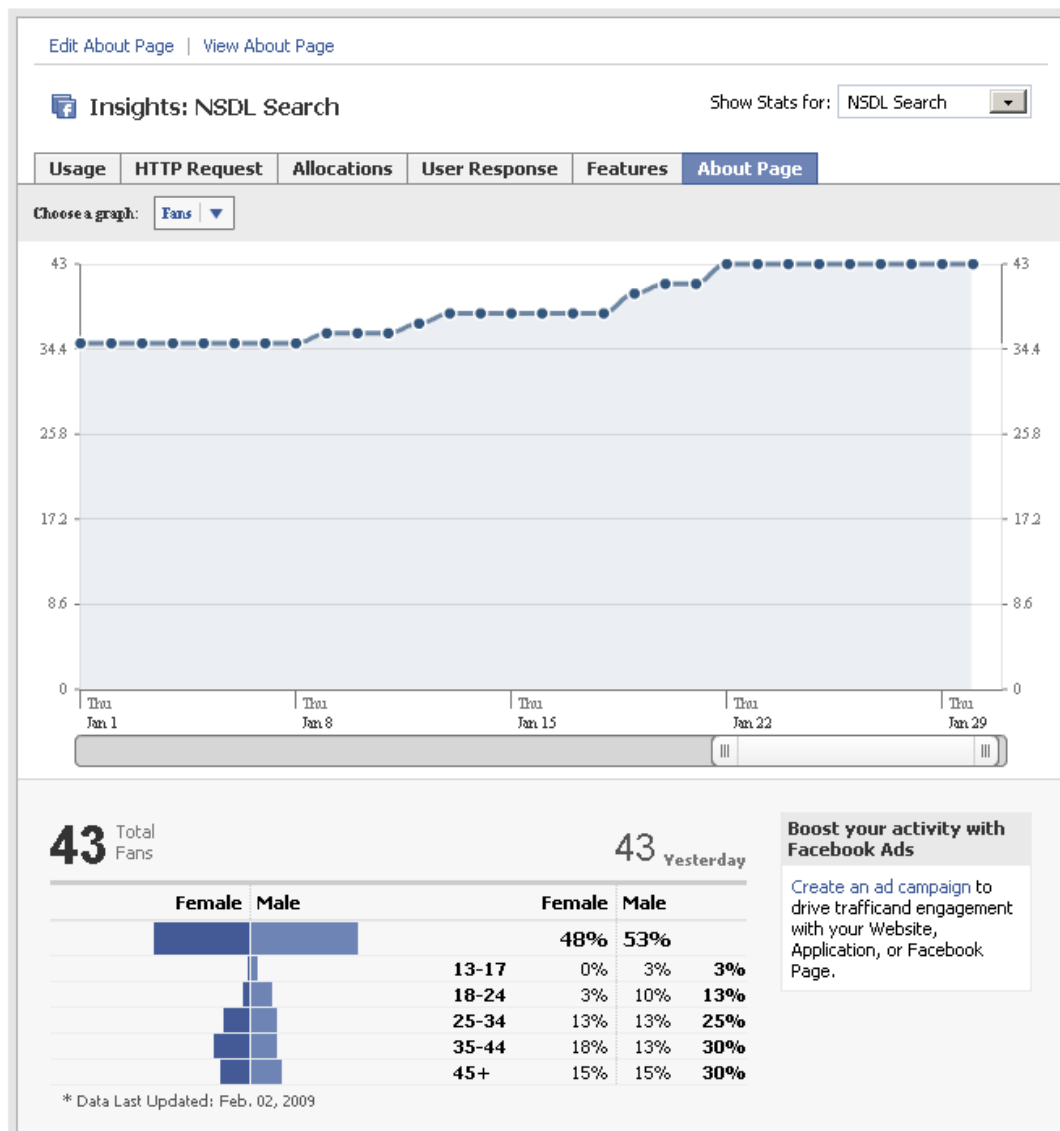 Edit About Page | View About Page
Insights: NSDL Search
Show Stats for: NSDL Search
Usage HTTP Request Allocations User Response Features About Page
Choose a graph: Fans
43 43
34.4 34.4
25.8 25.8
17.2 17.2
8.6 8.6
0 0
Thu Thu Thu Thu Thu
Jan 1 Jan 8 Jan 15 Jan 22 Jan 29
43 Total Fans 43 Yesterday
Female Male Female Male
48% 53%
13-17 0% 3% 3%
18-24 3% 10% 13%
25-34 13% 13% 25%
35-44 18% 13% 30%
45+ 15% 15% 30%
* Data Last Updated: Feb. 02, 2009
Boost your activity with
Facebook Ads
Create an ad campaign to
drive trafficand engagement
with your Website,
Application, or Facebook
Page.